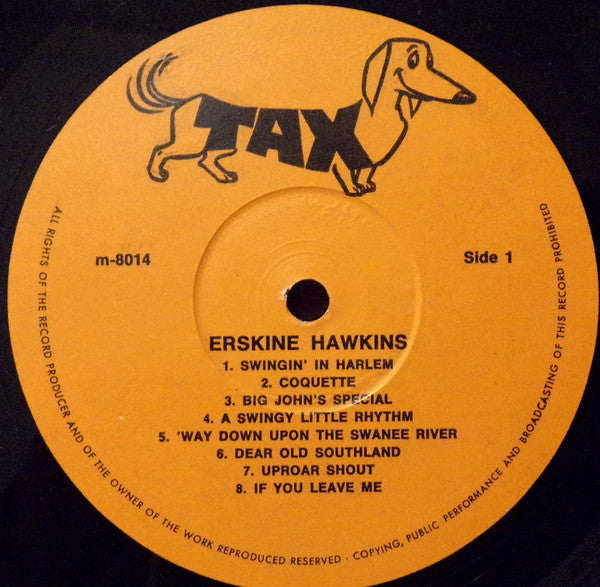 TAX
m-8014
Side 1
ERSKINE HAWKINS
1. SWINGIN' IN HARLEM
2. COQUETTE
3. BIG JOHN'S SPECIAL
4. A SWINGY LITTLE RHYTHM
5. 'WAY DOWN UPON THE SWANEE RIVER
6. DEAR OLD SOUTHLAND
7. UPROAR SHOUT
8. IF YOU LEAVE ME
ALL RIGHTS OF THE RECORD PRODUCER AND OF THE OWNER OF THE WORK REPRODUCED RESERVED · COPYING, PUBLIC PERFORMANCE AND BROADCASTING OF THIS RECORD PROHIBITED